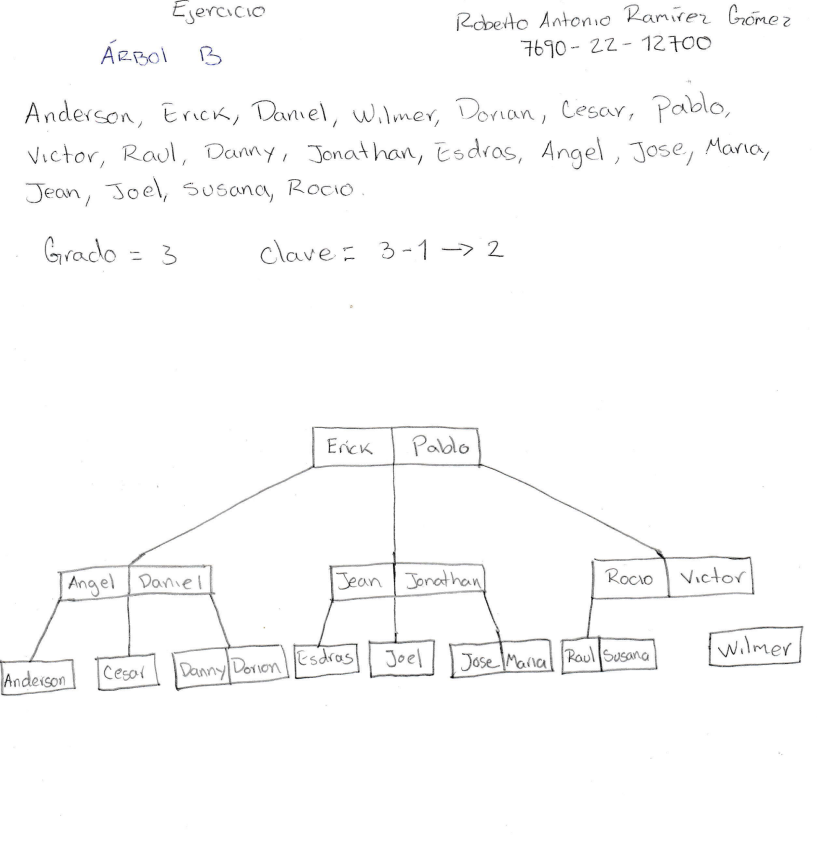 Ejercicio
Roberto Antonio Ramírez Gómez
7690-22-12700
ÁRBOl B
Anderson, Erick, Daniel, Wilmer, Dorian, Cesar, Pablo,
Victor, Raul, Danny, Jonathan, Esdras, Angel, Jose, Maria,
Jean, Joel, Susana, Rocio.
Grado = 3 Clave = 3-1 → 2
Erick Pablo
Angel Daniel Jean Jonathan Rocio Victor
Anderson Cesar Danny Dorian Esdras Joel Jose Maria Raul Susana Wilmer